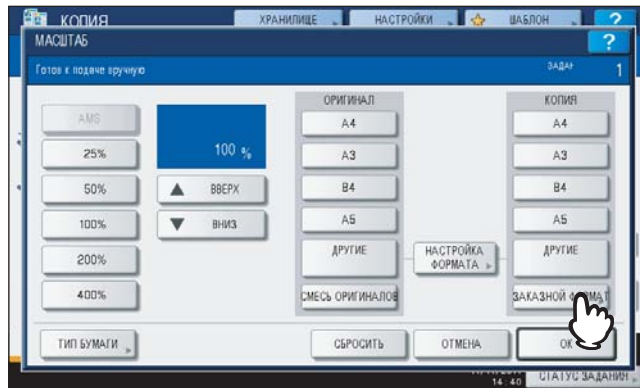 КОПИЯ ХРАНИЛИЩЕ НАСТРОЙКИ ШАБЛОН ?
МАСШТАБ ?
Готов к подаче вручную ЗАДАН 1
ОРИГИНАЛ КОПИЯ
AMS 100 % A4 A4
25% A3 A3
50% ВВЕРХ B4 B4
100% ВНИЗ A5 A5
200% ДРУГИЕ НАСТРОЙКА ФОРМАТА ДРУГИЕ
400% СМЕСЬ ОРИГИНАЛОВ ЗАКАЗНОЙ ФОРМАТ
ТИП БУМАГИ СБРОСИТЬ ОТМЕНА OK
14:40 СТАТУС ЗАДАНИЯ